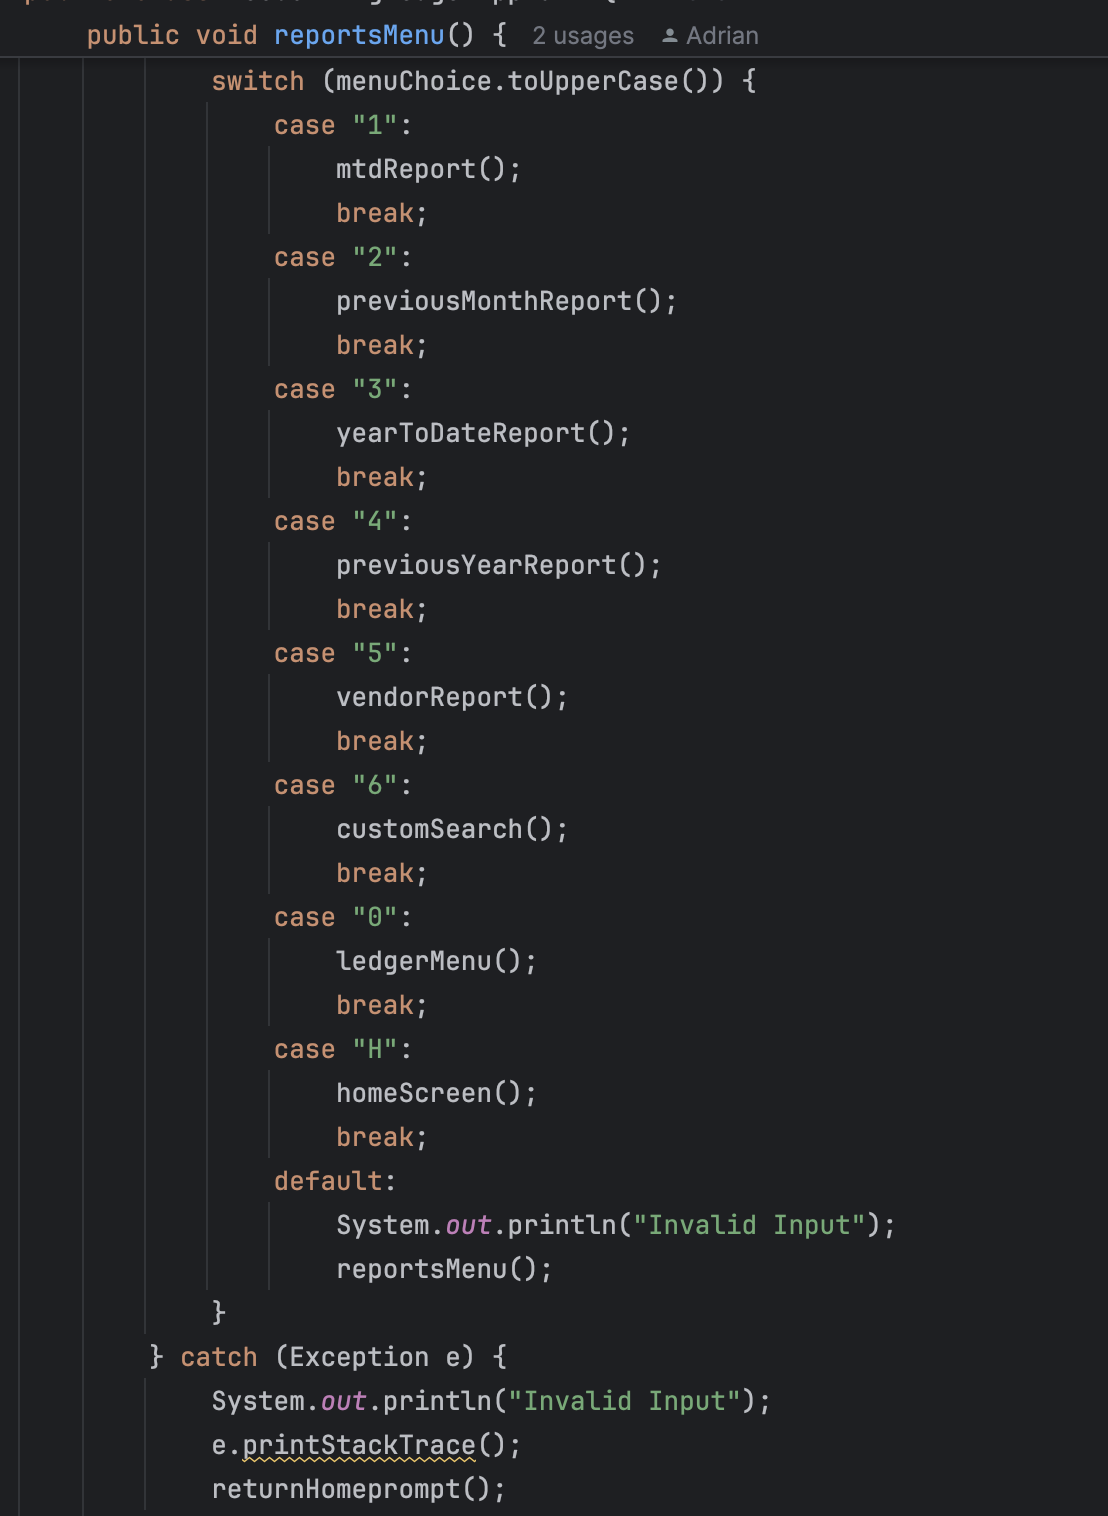 public void reportsMenu() { 2 usages Adrian
switch (menuChoice.toUpperCase()) {
case "1":
mtdReport();
break;
case "2":
previousMonthReport();
break;
case "3":
yearToDateReport();
break;
case "4":
previousYearReport();
break;
case "5":
vendorReport();
break;
case "6":
customSearch();
break;
case "0":
ledgerMenu();
break;
case "H":
homeScreen();
break;
default:
System.out.println("Invalid Input");
reportsMenu();
}
} catch (Exception e) {
System.out.println("Invalid Input");
e.printStackTrace();
returnHomeprompt();